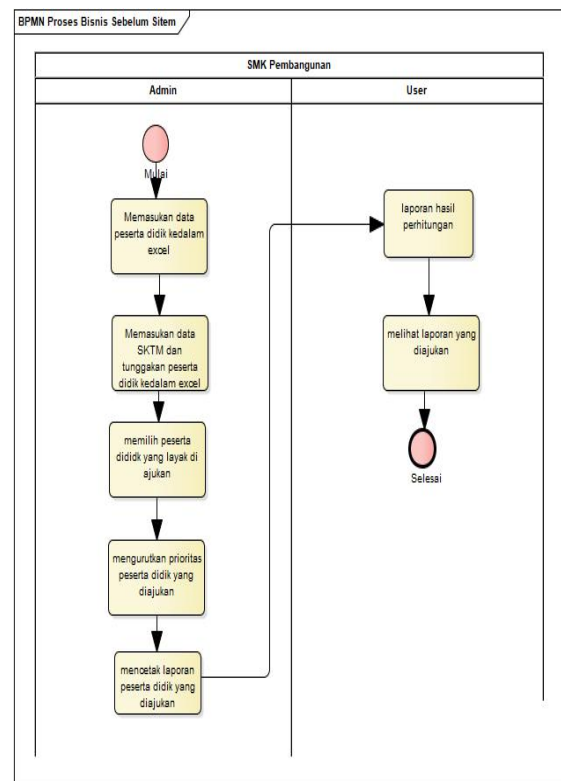 BPMN Proses Bisnis Sebelum Sitem
SMK Pembangunan
Admin
User
Mulai
Memasukan data
peserta didik kedalam
excel
Memasukan data
SKTM dan
tunggakan peserta
didik kedalam excel
memilih peserta
dididk yang layak di
ajukan
mengurutkan prioritas
peserta didik yang
diajukan
mencetak laporan
peserta didik yang
diajukan
laporan hasil
perhitungan
melihat laporan yang
diajukan
Selesai